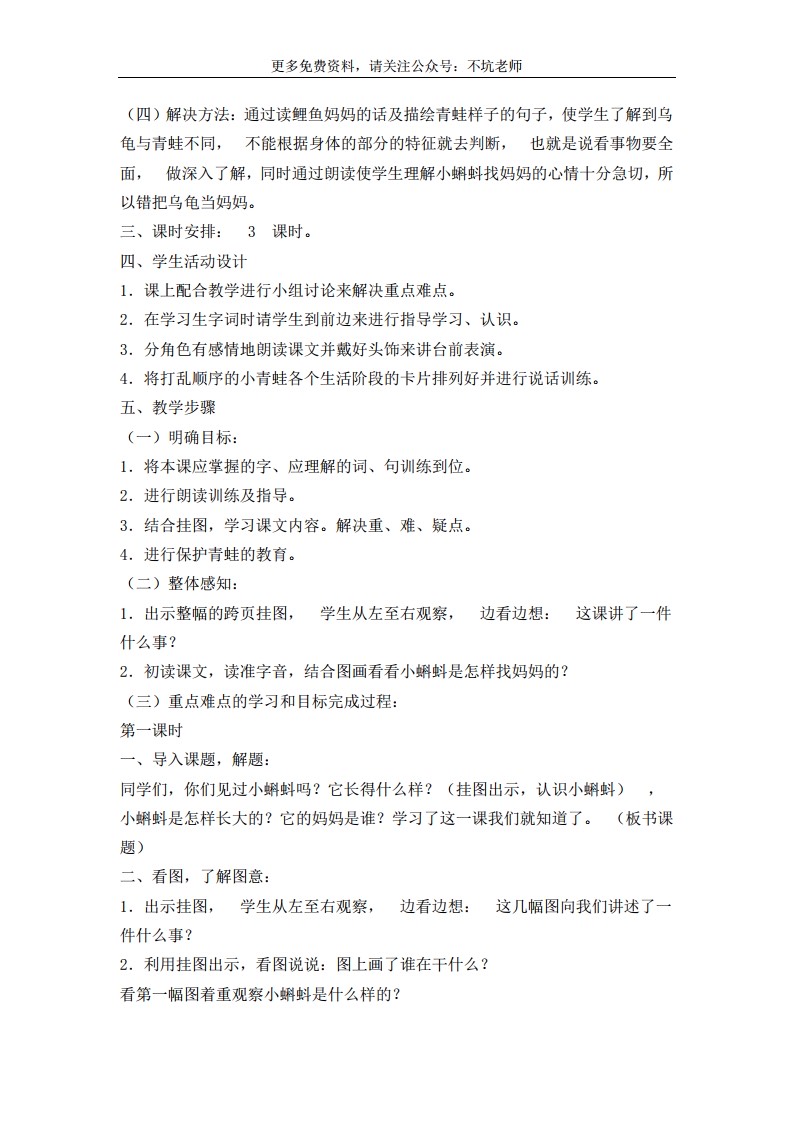 更多免费资料，请关注公众号：不坑老师
（四）解决方法：通过读鲤鱼妈妈的话及描绘青蛙样子的句子，使学生了解到乌
龟与青蛙不同， 不能根据身体的部分的特征就去判断， 也就是说看事物要全
面， 做深入了解，同时通过朗读使学生理解小蝌蚪找妈妈的心情十分急切，所
以错把乌龟当妈妈。
三、课时安排： 3 课时。
四、学生活动设计
1．课上配合教学进行小组讨论来解决重点难点。
2．在学习生字词时请学生到前边来进行指导学习、认识。
3．分角色有感情地朗读课文并戴好头饰来讲台前表演。
4．将打乱顺序的小青蛙各个生活阶段的卡片排列好并进行说话训练。
五、教学步骤
（一）明确目标：
1．将本课应掌握的字、应理解的词、句训练到位。
2．进行朗读训练及指导。
3．结合挂图，学习课文内容。解决重、难、疑点。
4．进行保护青蛙的教育。
（二）整体感知：
1．出示整幅的跨页挂图， 学生从左至右观察， 边看边想： 这课讲了一件
什么事？
2．初读课文，读准字音，结合图画看看小蝌蚪是怎样找妈妈的？
（三）重点难点的学习和目标完成过程：
第一课时
一、导入课题，解题：
同学们，你们见过小蝌蚪吗？它长得什么样？（挂图出示，认识小蝌蚪） ，
小蝌蚪是怎样长大的？它的妈妈是谁？学习了这一课我们就知道了。 （板书课
题）
二、看图，了解图意：
1．出示挂图， 学生从左至右观察， 边看边想： 这几幅图向我们讲述了一
件什么事？
2．利用挂图出示，看图说说：图上画了谁在干什么？
看第一幅图着重观察小蝌蚪是什么样的？